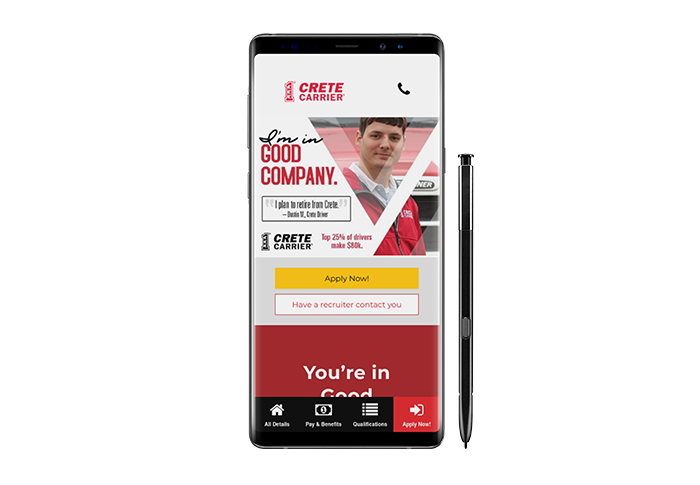 CRETE
CARRIER
I'm in
GOOD
COMPANY.
"I plan to retire from Crete."
— Dustin W., Crete Driver
CRETE
CARRIER
Top 25% of drivers
make $80k.
Apply Now!
Have a recruiter contact you
You're in
Good
All Details
Pay & Benefits
Qualifications
Apply Now!